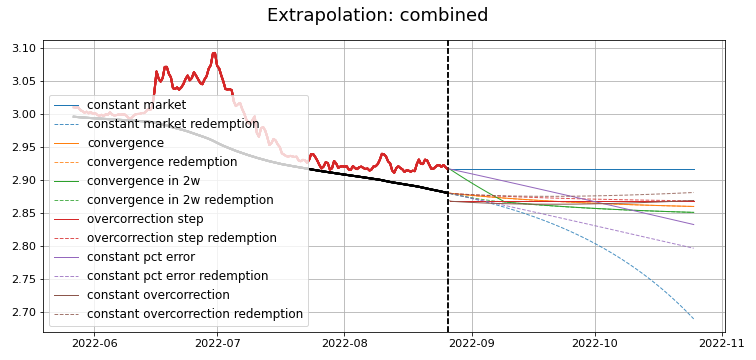 Extrapolation: combined
3.10
3.05
3.00
2.95
2.90
2.85
2.80
2.75
2.70
constant market
constant market redemption
convergence
convergence redemption
convergence in 2w
convergence in 2w redemption
overcorrection step
overcorrection step redemption
constant pct error
constant pct error redemption
constant overcorrection
constant overcorrection redemption
2022-06 2022-07 2022-08 2022-09 2022-10 2022-11